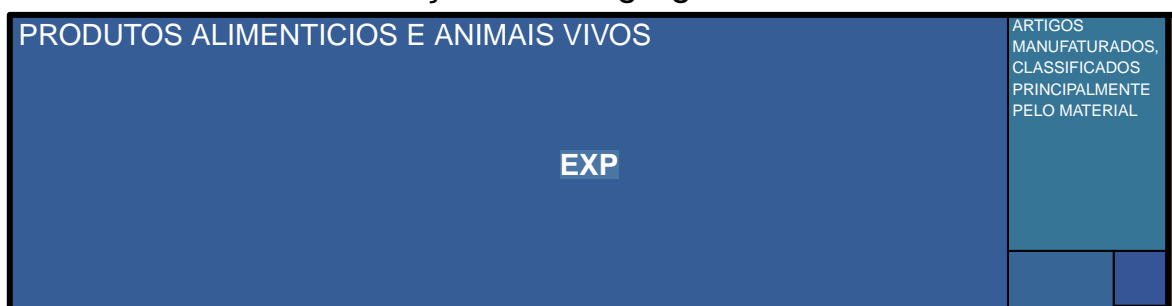 PRODUTOS ALIMENTICIOS E ANIMAIS VIVOS
ARTIGOS
MANUFATURADOS,
CLASSIFICADOS
PRINCIPALMENTE
PELO MATERIAL
EXP